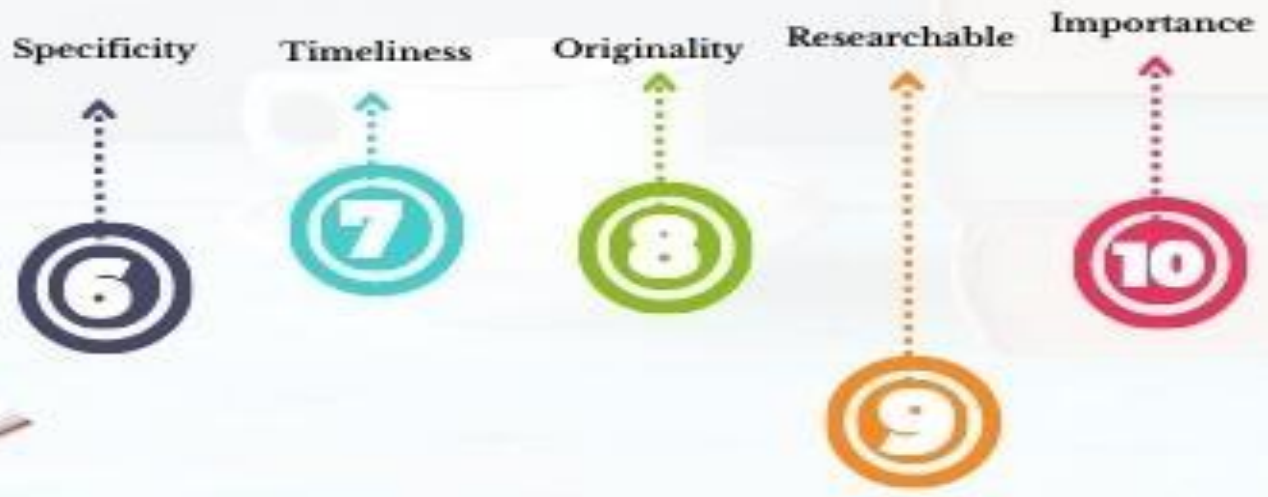 Specificity
Timeliness
Originality
Researchable
Importance
6
7
8
9
10